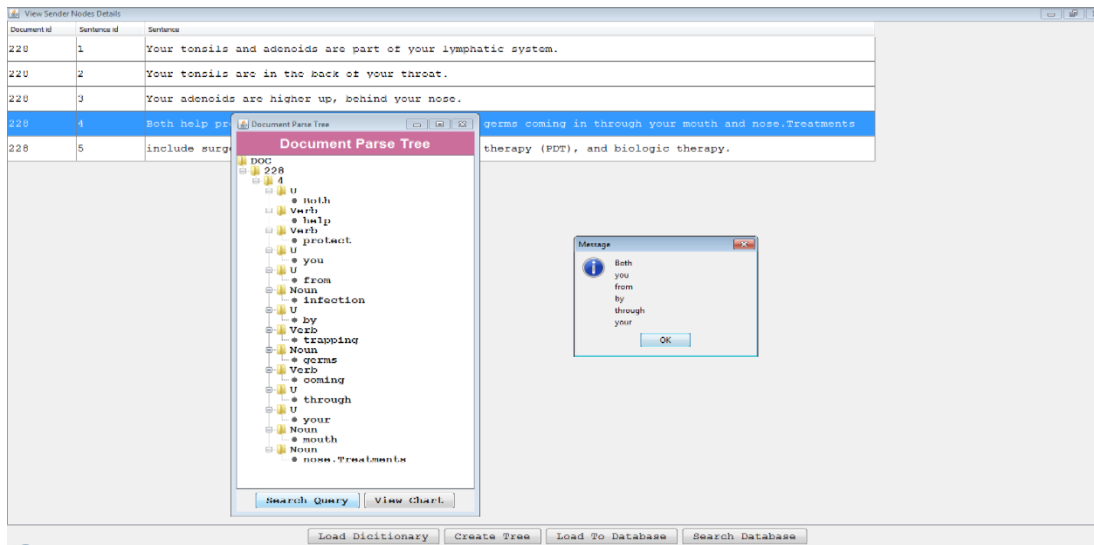 View Sender Nodes Details
Document id Sentence id Sentence
228 1 Your tonsils and adenoids are part of your lymphatic system.
228 2 Your tonsils are in the back of your throat.
228 3 Your adenoids are higher up, behind your nose.
228 4 Both help pr germs coming in through your mouth and nose.Treatments
228 5 include surge therapy (PDT), and biologic therapy.
Document Parse Tree
Document Parse Tree
DOC
228
4
U
Both
Verb
help
Verb
protect
U
you
U
from
Noun
infection
U
by
Verb
trapping
Noun
germs
Verb
coming
U
through
U
your
Noun
mouth
Noun
nose.Treatments
Search Query View Chart
Message
Both
you
from
by
through
your
OK
Load Dicitionary Create Tree Load To Database Search Database